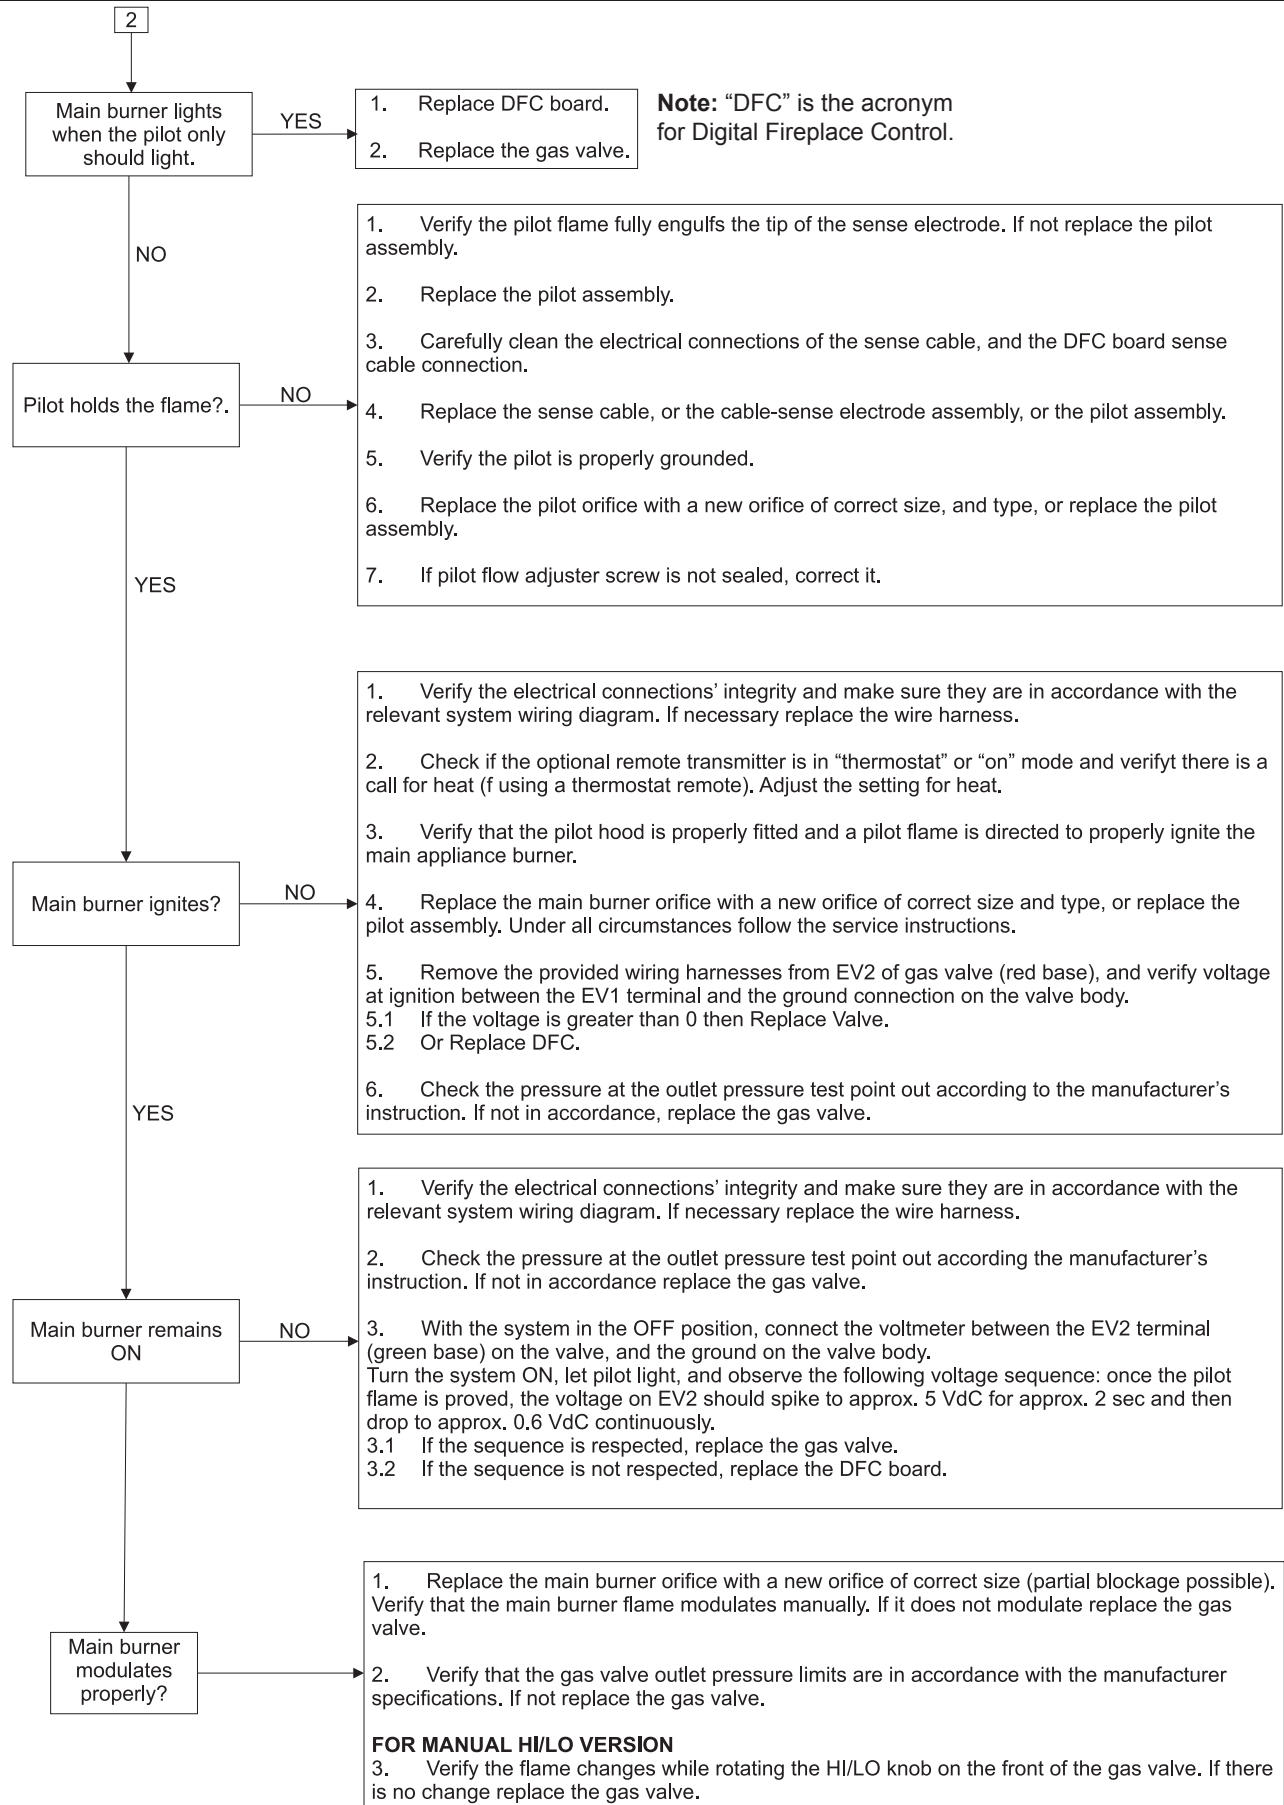 2
Main burner lights
when the pilot only
should light.
YES
1. Replace DFC board.
2. Replace the gas valve.
Note: “DFC” is the acronym
for Digital Fireplace Control.
NO
Pilot holds the flame?.
NO
1. Verify the pilot flame fully engulfs the tip of the sense electrode. If not replace the pilot
assembly.
2. Replace the pilot assembly.
3. Carefully clean the electrical connections of the sense cable, and the DFC board sense
cable connection.
4. Replace the sense cable, or the cable-sense electrode assembly, or the pilot assembly.
5. Verify the pilot is properly grounded.
6. Replace the pilot orifice with a new orifice of correct size, and type, or replace the pilot
assembly.
7. If pilot flow adjuster screw is not sealed, correct it.
YES
Main burner ignites?
NO
1. Verify the electrical connections’ integrity and make sure they are in accordance with the
relevant system wiring diagram. If necessary replace the wire harness.
2. Check if the optional remote transmitter is in “thermostat” or “on” mode and verifyt there is a
call for heat (f using a thermostat remote). Adjust the setting for heat.
3. Verify that the pilot hood is properly fitted and a pilot flame is directed to properly ignite the
main appliance burner.
4. Replace the main burner orifice with a new orifice of correct size and type, or replace the
pilot assembly. Under all circumstances follow the service instructions.
5. Remove the provided wiring harnesses from EV2 of gas valve (red base), and verify voltage
at ignition between the EV1 terminal and the ground connection on the valve body.
5.1 If the voltage is greater than 0 then Replace Valve.
5.2 Or Replace DFC.
6. Check the pressure at the outlet pressure test point out according to the manufacturer’s
instruction. If not in accordance, replace the gas valve.
YES
Main burner remains
ON
NO
1. Verify the electrical connections’ integrity and make sure they are in accordance with the
relevant system wiring diagram. If necessary replace the wire harness.
2. Check the pressure at the outlet pressure test point out according the manufacturer’s
instruction. If not in accordance replace the gas valve.
3. With the system in the OFF position, connect the voltmeter between the EV2 terminal
(green base) on the valve, and the ground on the valve body.
Turn the system ON, let pilot light, and observe the following voltage sequence: once the pilot
flame is proved, the voltage on EV2 should spike to approx. 5 VdC for approx. 2 sec and then
drop to approx. 0.6 VdC continuously.
3.1 If the sequence is respected, replace the gas valve.
3.2 If the sequence is not respected, replace the DFC board.
Main burner
modulates
properly?
1. Replace the main burner orifice with a new orifice of correct size (partial blockage possible).
Verify that the main burner flame modulates manually. If it does not modulate replace the gas
valve.
2. Verify that the gas valve outlet pressure limits are in accordance with the manufacturer
specifications. If not replace the gas valve.
FOR MANUAL HI/LO VERSION
3. Verify the flame changes while rotating the HI/LO knob on the front of the gas valve. If there
is no change replace the gas valve.